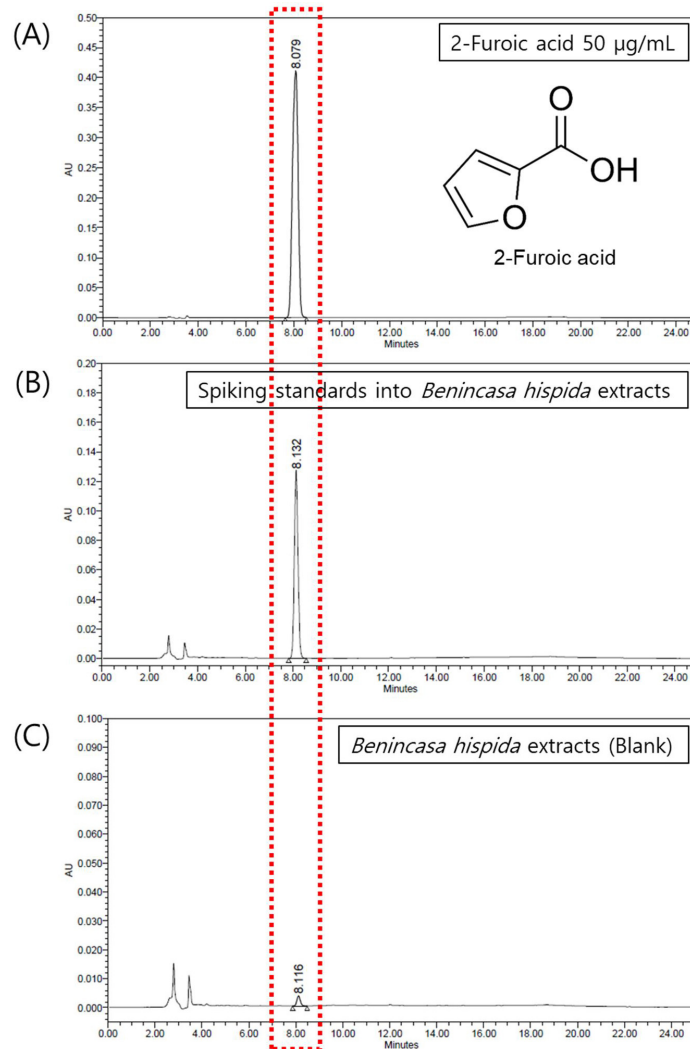 (A)
2-Furoic acid 50 μg/mL
8.079
0.50
0.40
0.30
0.20
0.15
0.10
0.05
0.00
AU
O
OH
O
2-Furoic acid
0.00 2.00 4.00 6.00 8.00 10.00 12.00 14.00 16.00 18.00 20.00 22.00 24.00
Minutes
(B)
Spiking standards into Benincasa hispida extracts
8.132
0.20
0.18
0.16
0.14
0.12
0.10
0.08
0.06
0.04
0.02
0.00
AU
0.00 2.00 4.00 6.00 8.00 10.00 12.00 14.00 16.00 18.00 20.00 22.00 24.00
Minutes
(C)
Benincasa hispida extracts (Blank)
8.116
0.100
0.090
0.080
0.070
0.060
0.050
0.040
0.030
0.020
0.010
0.000
AU
0.00 2.00 4.00 6.00 8.00 10.00 12.00 14.00 16.00 18.00 20.00 22.00 24.00
Minutes